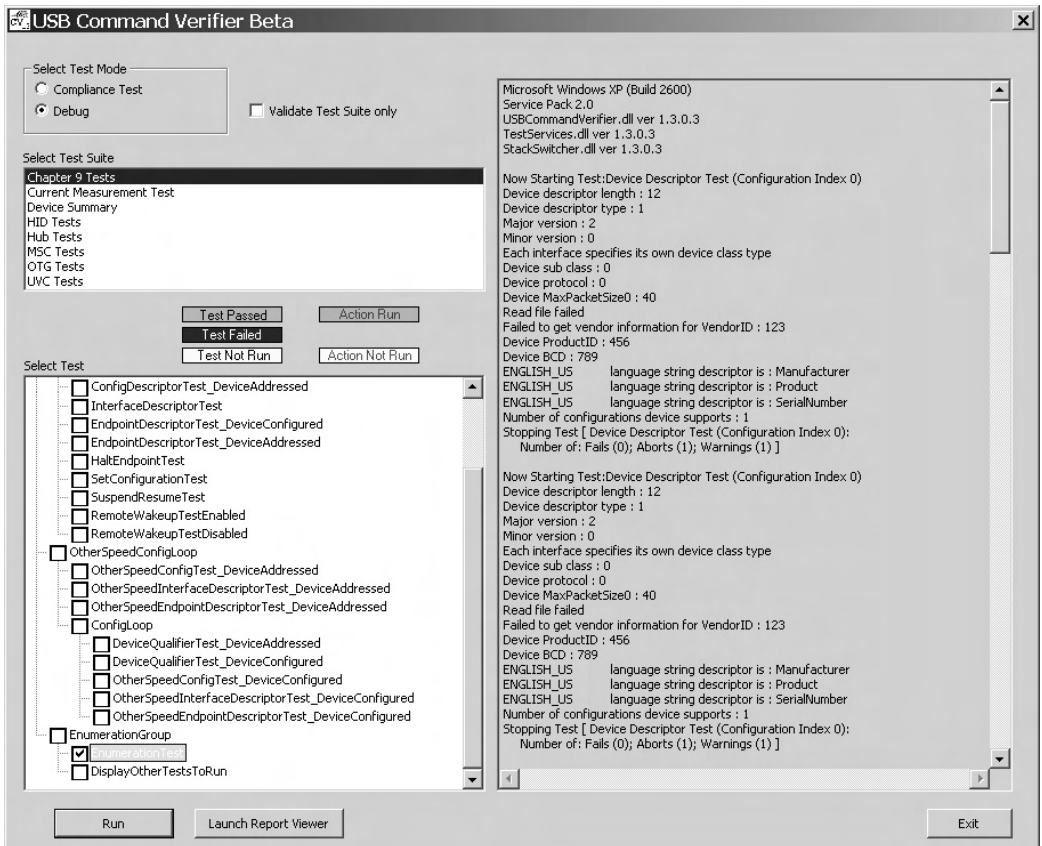 CV USB Command Verifier Beta
Select Test Mode
Compliance Test
Debug
Validate Test Suite only
Select Test Suite
Chapter 9 Tests
Current Measurement Test
Device Summary
HID Tests
Hub Tests
MSC Tests
OTG Tests
UVC Tests
Test Passed Action Run
Test Failed
Test Not Run Action Not Run
Select Test
ConfigDescriptorTest_DeviceAddressed
InterfaceDescriptorTest
EndpointDescriptorTest_DeviceConfigured
EndpointDescriptorTest_DeviceAddressed
HaltEndpointTest
SetConfigurationTest
SuspendResumeTest
RemoteWakeupTestEnabled
RemoteWakeupTestDisabled
OtherSpeedConfigLoop
OtherSpeedConfigTest_DeviceAddressed
OtherSpeedInterfaceDescriptorTest_DeviceAddressed
OtherSpeedEndpointDescriptorTest_DeviceAddressed
ConfigLoop
DeviceQualifierTest_DeviceAddressed
DeviceQualifierTest_DeviceConfigured
OtherSpeedConfigTest_DeviceConfigured
OtherSpeedInterfaceDescriptorTest_DeviceConfigured
OtherSpeedEndpointDescriptorTest_DeviceConfigured
EnumerationGroup
EnumerationTest
DisplayOtherTestsToRun
Microsoft Windows XP (Build 2600)
Service Pack 2.0
USBCommandVerifier.dll ver 1.3.0.3
TestServices.dll ver 1.3.0.3
StackSwitcher.dll ver 1.3.0.3
Now Starting Test:Device Descriptor Test (Configuration Index 0)
Device descriptor length : 12
Device descriptor type : 1
Major version : 2
Minor version : 0
Each interface specifies its own device class type
Device sub class : 0
Device protocol : 0
Device MaxPacketSize0 : 40
Read file failed
Failed to get vendor information for VendorID : 123
Device ProductID : 456
Device BCD : 789
ENGLISH_US language string descriptor is : Manufacturer
ENGLISH_US language string descriptor is : Product
ENGLISH_US language string descriptor is : SerialNumber
Number of configurations device supports : 1
Stopping Test [ Device Descriptor Test (Configuration Index 0):
Number of: Fails (0); Aborts (1); Warnings (1) ]
Now Starting Test:Device Descriptor Test (Configuration Index 0)
Device descriptor length : 12
Device descriptor type : 1
Major version : 2
Minor version : 0
Each interface specifies its own device class type
Device sub class : 0
Device protocol : 0
Device MaxPacketSize0 : 40
Read file failed
Failed to get vendor information for VendorID : 123
Device ProductID : 456
Device BCD : 789
ENGLISH_US language string descriptor is : Manufacturer
ENGLISH_US language string descriptor is : Product
ENGLISH_US language string descriptor is : SerialNumber
Number of configurations device supports : 1
Stopping Test [ Device Descriptor Test (Configuration Index 0):
Number of: Fails (0); Aborts (1); Warnings (1) ]
Run Launch Report Viewer Exit